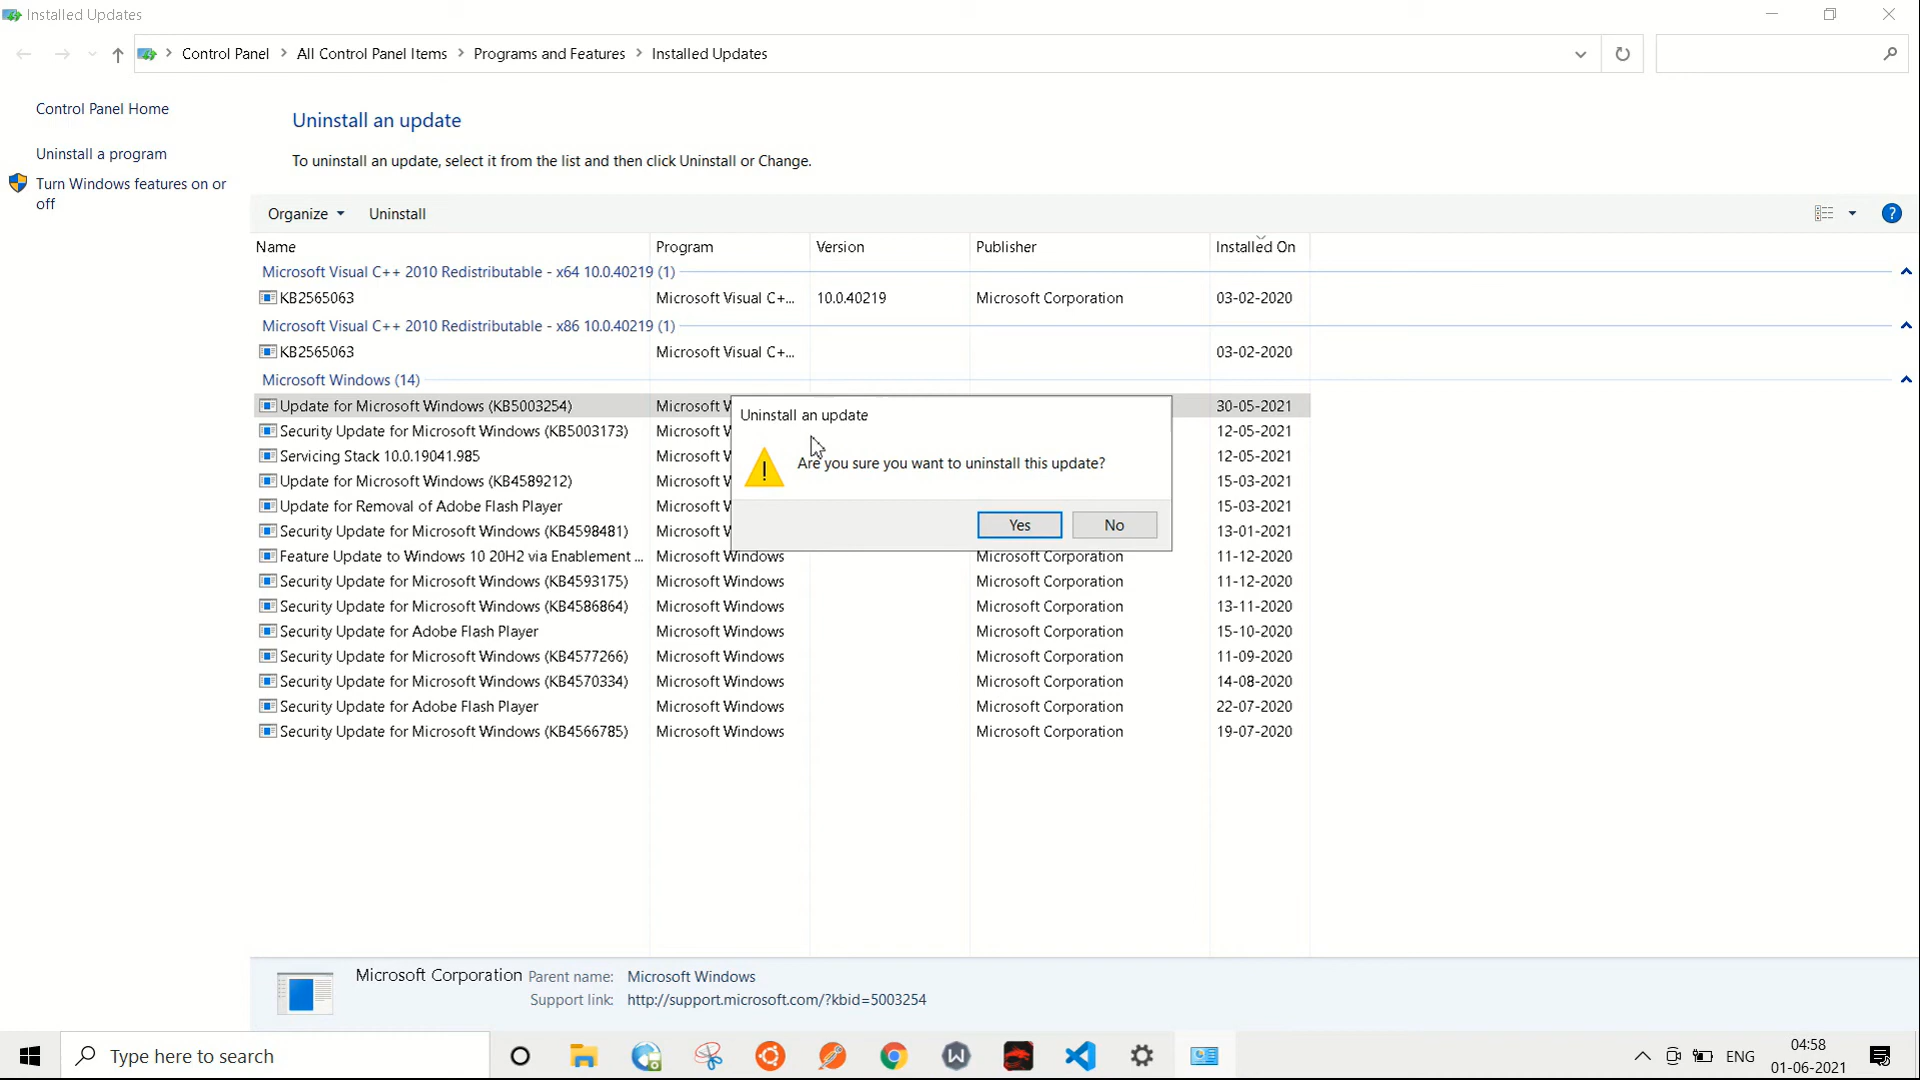 Installed Updates
Control Panel > All Control Panel Items > Programs and Features > Installed Updates
Control Panel Home
Uninstall a program
Turn Windows features on or
off
Uninstall an update
To uninstall an update, select it from the list and then click Uninstall or Change.
Organize Uninstall ?
Name Program Version Publisher Installed On
Microsoft Visual C++ 2010 Redistributable - x64 10.0.40219 (1)
KB2565063 Microsoft Visual C+... 10.0.40219 Microsoft Corporation 03-02-2020
Microsoft Visual C++ 2010 Redistributable - x86 10.0.40219 (1)
KB2565063 Microsoft Visual C+... 03-02-2020
Microsoft Windows (14)
Update for Microsoft Windows (KB5003254) Microsoft W 30-05-2021
Security Update for Microsoft Windows (KB5003173) Microsoft W 12-05-2021
Servicing Stack 10.0.19041.985 Microsoft W 12-05-2021
Update for Microsoft Windows (KB4589212) Microsoft W 15-03-2021
Update for Removal of Adobe Flash Player Microsoft W 15-03-2021
Security Update for Microsoft Windows (KB4598481) Microsoft W 13-01-2021
Feature Update to Windows 10 20H2 via Enablement ... Microsoft Windows Microsoft Corporation 11-12-2020
Security Update for Microsoft Windows (KB4593175) Microsoft Windows Microsoft Corporation 11-12-2020
Security Update for Microsoft Windows (KB4586864) Microsoft Windows Microsoft Corporation 13-11-2020
Security Update for Adobe Flash Player Microsoft Windows Microsoft Corporation 15-10-2020
Security Update for Microsoft Windows (KB4577266) Microsoft Windows Microsoft Corporation 11-09-2020
Security Update for Microsoft Windows (KB4570334) Microsoft Windows Microsoft Corporation 14-08-2020
Security Update for Adobe Flash Player Microsoft Windows Microsoft Corporation 22-07-2020
Security Update for Microsoft Windows (KB4566785) Microsoft Windows Microsoft Corporation 19-07-2020
Uninstall an update
Are you sure you want to uninstall this update?
Yes No
Microsoft Corporation Parent name: Microsoft Windows
Support link: http://support.microsoft.com/?kbid=5003254
Type here to search
ENG
04:58
01-06-2021